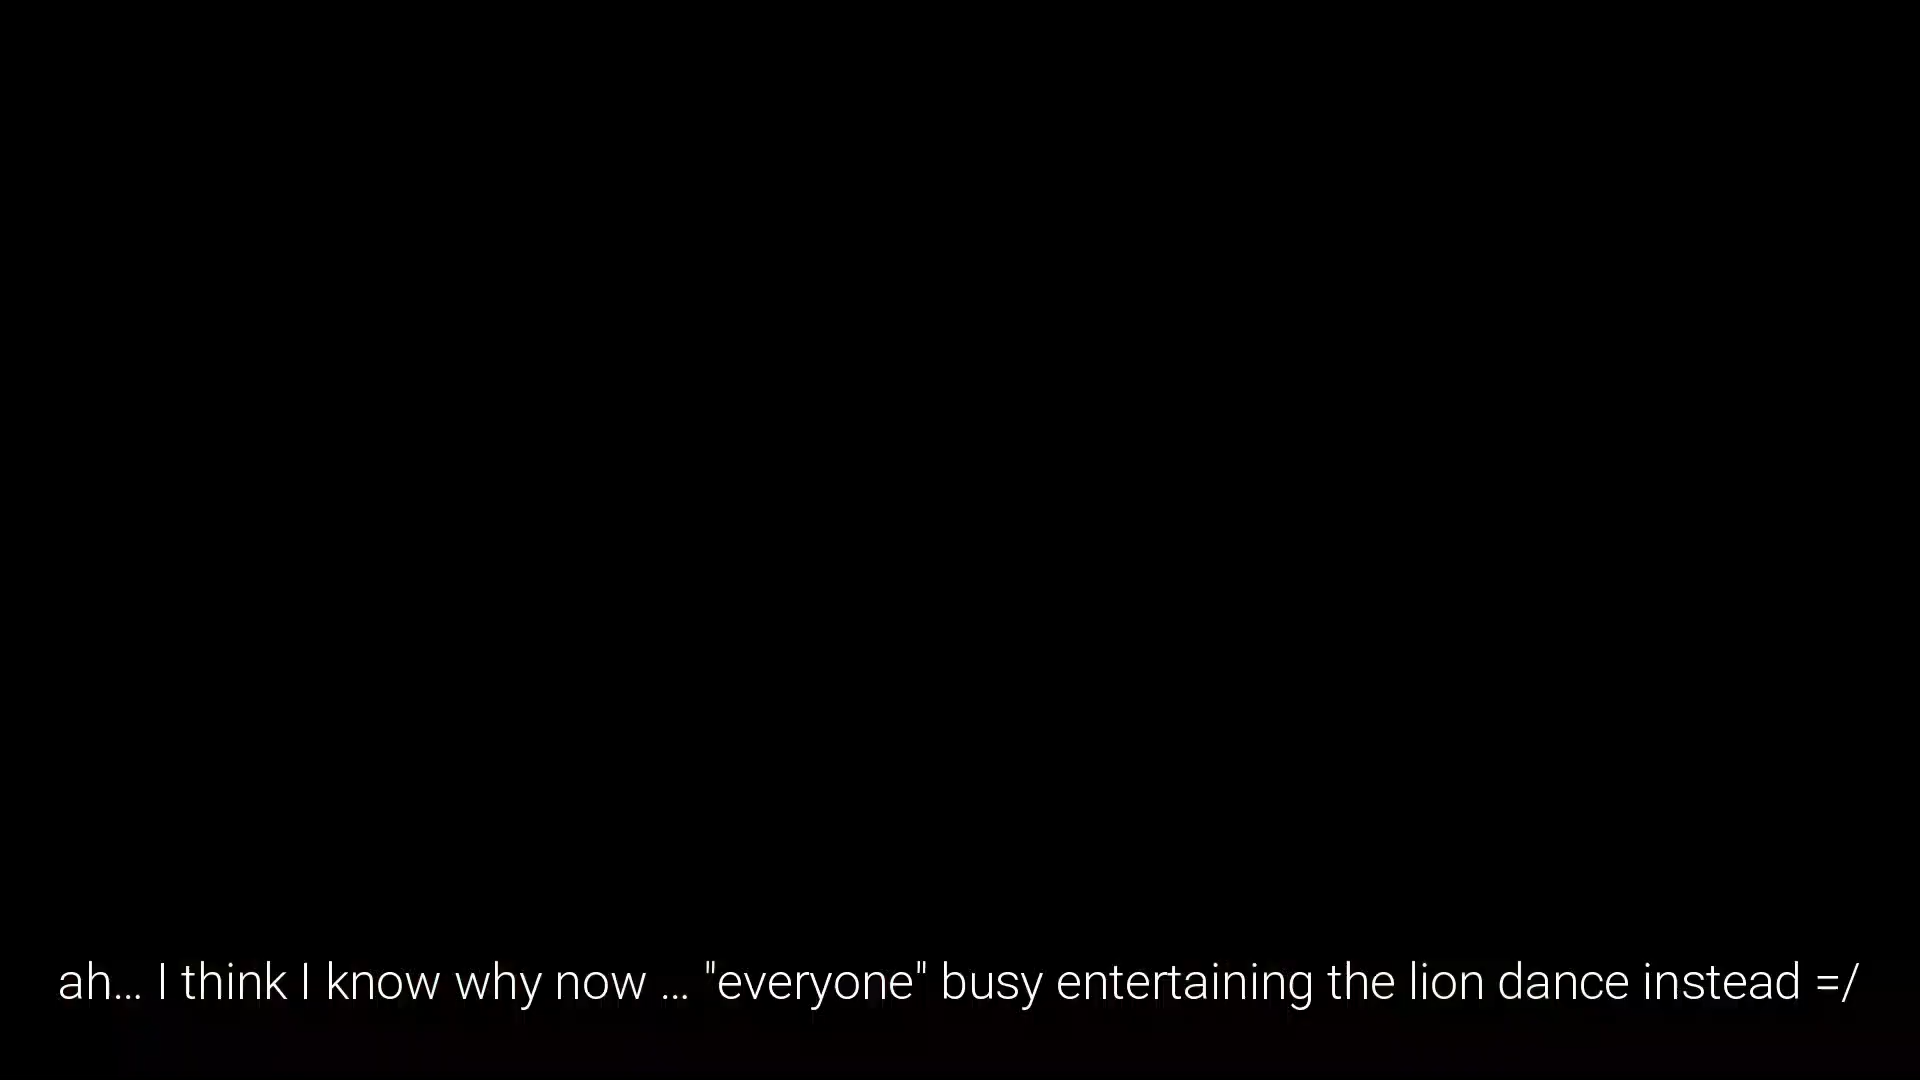 ah... I think I know why now ... "everyone" busy entertaining the lion dance instead =/